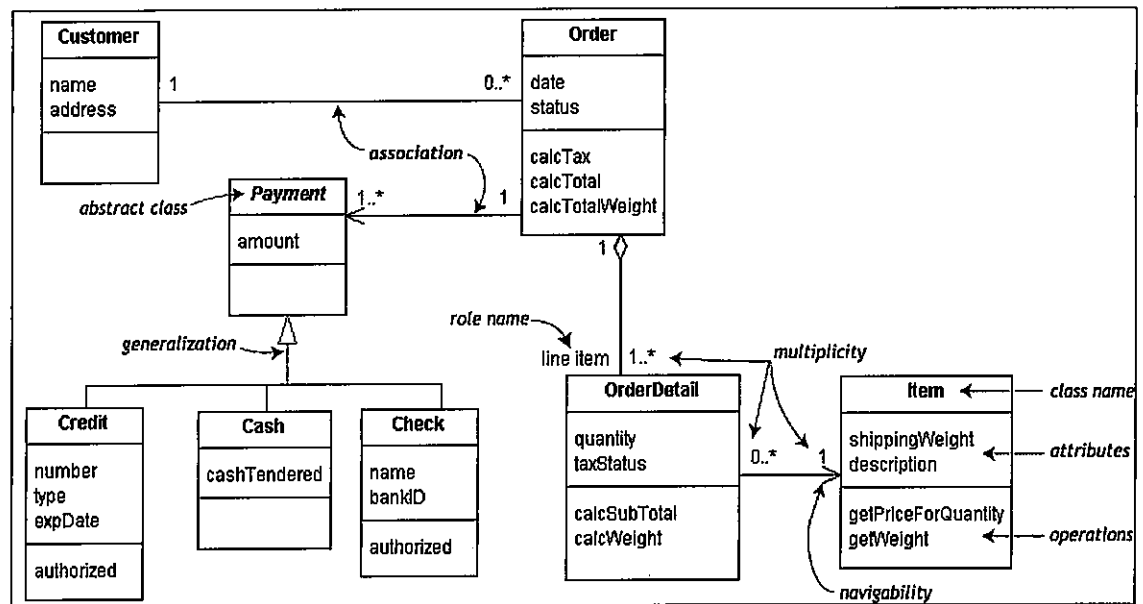 Customer
name
address
1
0..*
Order
date
status
calcTax
calcTotal
calcTotalWeight
association
abstract class
Payment
amount
1..*
1
1
generalization
role name
line item
1..*
multiplicity
Credit
number
type
expDate
authorized
Cash
cashTendered
Check
name
bankID
authorized
OrderDetail
quantity
taxStatus
calcSubTotal
calcWeight
0..*
1
Item
shippingWeight
description
getPriceForQuantity
getWeight
class name
attributes
operations
navigability